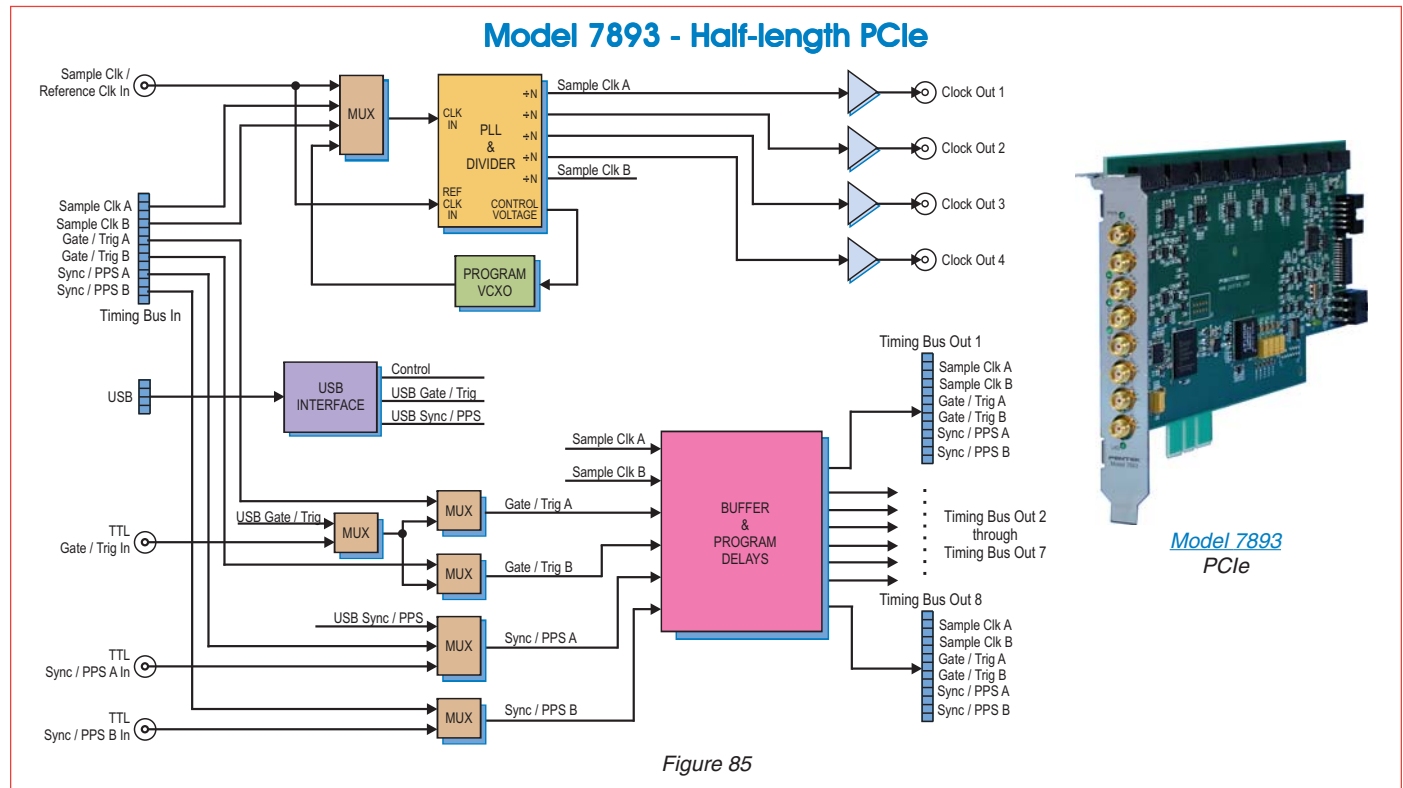 Model 7893 - Half-length PCIe
Sample Clk /
Reference Clk In
MUX
CLK
IN
PLL
&
DIVIDER
REF
CLK
IN
CONTROL
VOLTAGE
÷N
÷N
÷N
÷N
÷N
Sample Clk A
Sample Clk B
Clock Out 1
Clock Out 2
Clock Out 3
Clock Out 4
PROGRAM
VCXO
Sample Clk A
Sample Clk B
Gate / Trig A
Gate / Trig B
Sync / PPS A
Sync / PPS B
Timing Bus In
USB
USB
INTERFACE
Control
USB Gate / Trig
USB Sync / PPS
TTL
Gate / Trig In
USB Gate / Trig
MUX
MUX
Gate / Trig A
MUX
Gate / Trig B
USB Sync / PPS
TTL
Sync / PPS A In
MUX
Sync / PPS A
TTL
Sync / PPS B In
MUX
Sync / PPS B
Sample Clk A
Sample Clk B
BUFFER
&
PROGRAM
DELAYS
Timing Bus Out 1
Sample Clk A
Sample Clk B
Gate / Trig A
Gate / Trig B
Sync / PPS A
Sync / PPS B
Timing Bus Out 2
through
Timing Bus Out 7
Timing Bus Out 8
Sample Clk A
Sample Clk B
Gate / Trig A
Gate / Trig B
Sync / PPS A
Sync / PPS B
PENTEK
Model 7893
Model 7893
PCIe
Figure 85